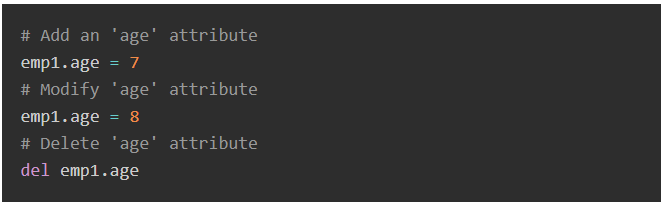 # Add an 'age' attribute
emp1.age = 7
# Modify 'age' attribute
emp1.age = 8
# Delete 'age' attribute
del emp1.age